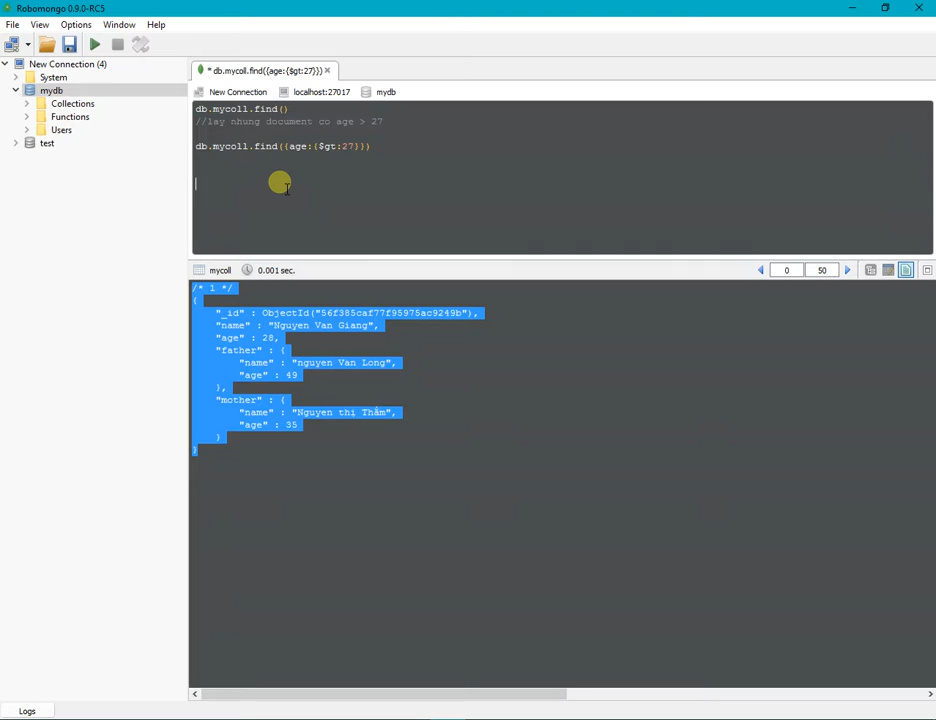 Robomongo 0.9.0-RC5
File View Options Window Help
New Connection (4)
System
mydb
Collections
Functions
Users
test
* db.mycoll.find({age:{$gt:27}})
New Connection localhost:27017 mydb
db.mycoll.find()
//lay nhung document co age > 27
db.mycoll.find({age:{$gt:27}})
mycoll 0.001 sec. 0 50
/* 1 */
{
"_id" : ObjectId("56f385caf77f95975ac9249b"),
"name" : "Nguyen Van Giang",
"age" : 28,
"father" : {
"name" : "nguyen Van Long",
"age" : 49
},
"mother" : {
"name" : "Nguyen thị Thắm",
"age" : 35
}
}
Logs